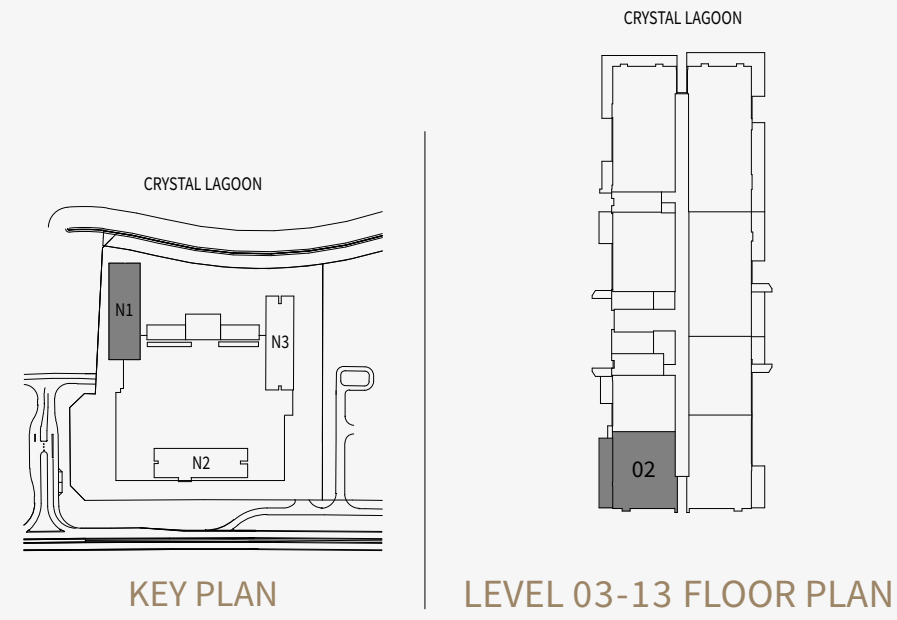 CRYSTAL LAGOON
N1
N3
N2
KEY PLAN
CRYSTAL LAGOON
02
LEVEL 03-13 FLOOR PLAN